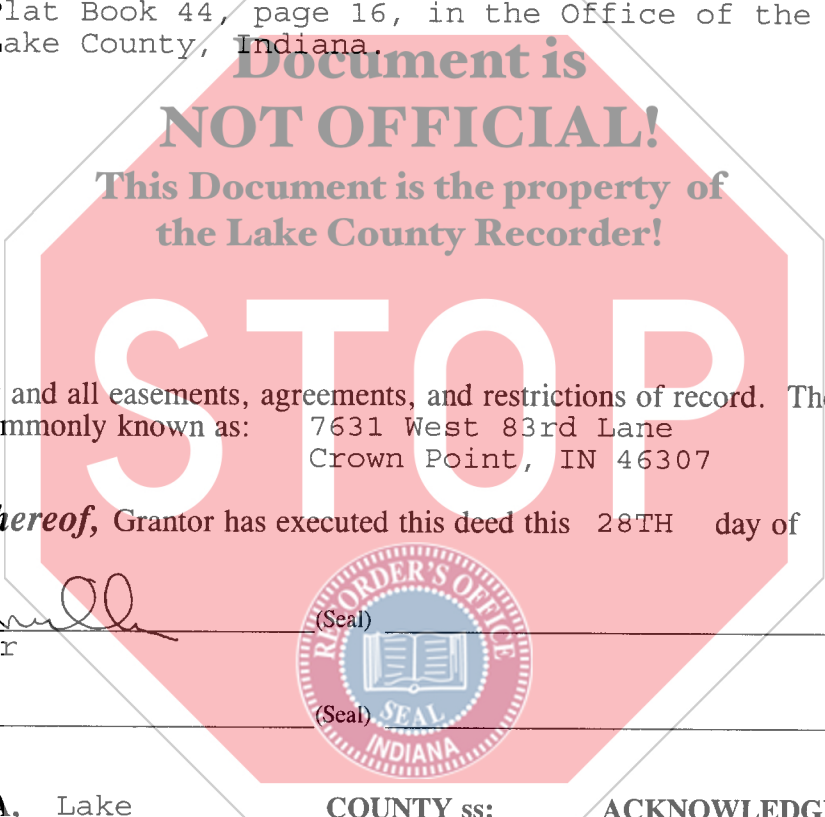 Plat Book 44, page 16, in the Office of the
Lake County, Indiana.
Document is
NOT OFFICIAL!
This Document is the property of
the Lake County Recorder!
STOP
and all easements, agreements, and restrictions of record. The
mmonly known as: 7631 West 83rd Lane
Crown Point, IN 46307
hereof, Grantor has executed this deed this 28TH day of
(Seal)
r
(Seal)
RECORDER'S OFFICE
SEAL
INDIANA
A, Lake COUNTY ss: ACKNOWLEDG